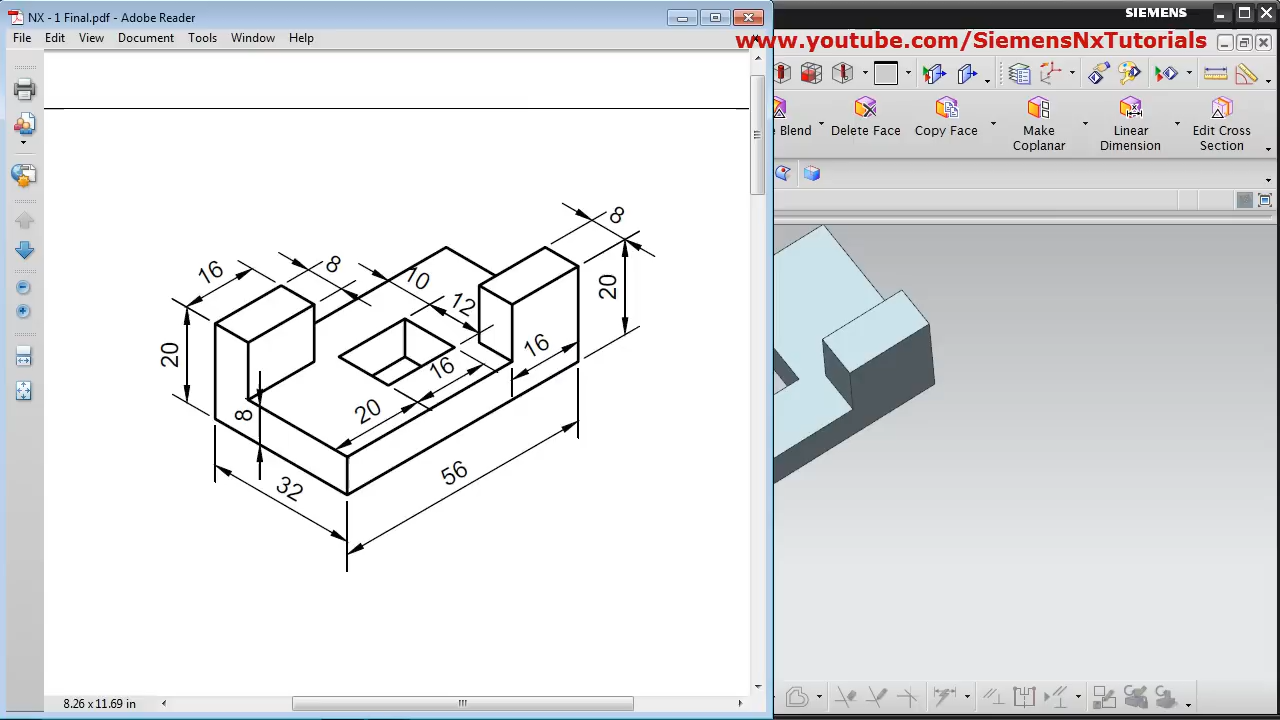 NX - 1 Final.pdf - Adobe Reader
SIEMENS
www.youtube.com/SiemensNxTutorials
File Edit View Document Tools Window Help
e Blend Delete Face Copy Face Make Coplanar Linear Dimension Edit Cross Section
8
16
8
10
20
12
20
16
16
8
20
56
32
8.26 x 11.69 in